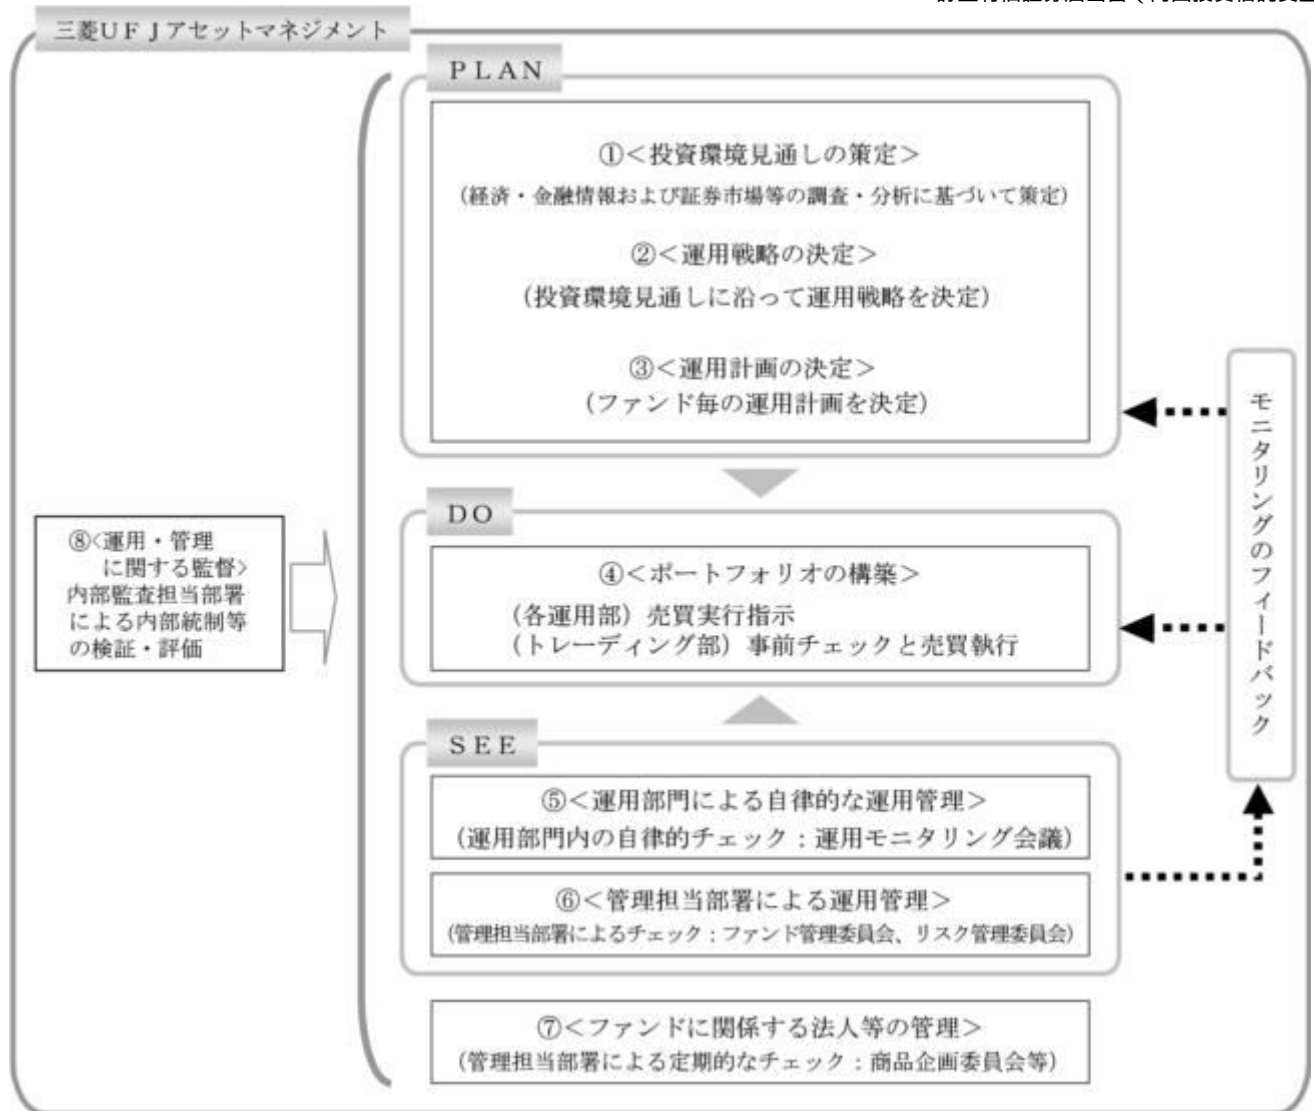 三菱ＵＦＪアセットマネジメント
ＰＬＡＮ
①＜投資環境見通しの策定＞
(経済・金融情報および証券市場等の調査・分析に基づいて策定)
②＜運用戦略の決定＞
(投資環境見通しに沿って運用戦略を決定)
③＜運用計画の決定＞
(ファンド毎の運用計画を決定)
ＤＯ
④＜ポートフォリオの構築＞
(各運用部) 売買実行指示
(トレーディング部) 事前チェックと売買執行
ＳＥＥ
⑤＜運用部門による自律的な運用管理＞
(運用部門内の自律的チェック：運用モニタリング会議)
⑥＜管理担当部署による運用管理＞
(管理担当部署によるチェック：ファンド管理委員会、リスク管理委員会)
⑦＜ファンドに関係する法人等の管理＞
(管理担当部署による定期的なチェック：商品企画委員会等)
⑧<運用・管理
に関する監督>
内部監査担当部署
による内部統制等
の検証・評価
モニタリングのフィードバック